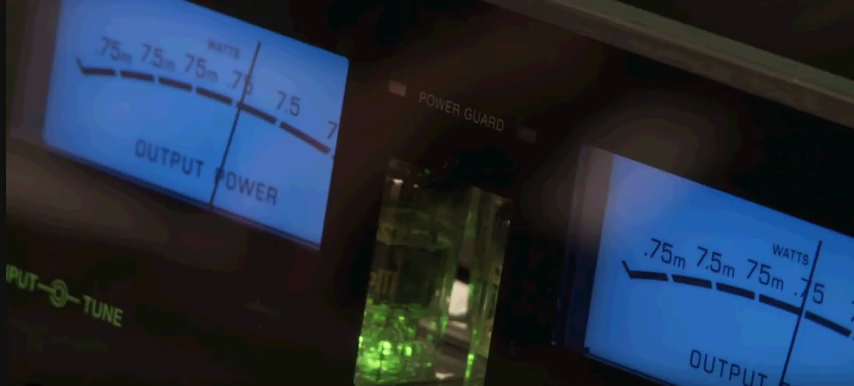 WATTS
.75m 7.5m 75m .75 7.5
OUTPUT POWER
POWER GUARD
TUNE
WATTS
.75m 7.5m 75m .75
OUTPUT